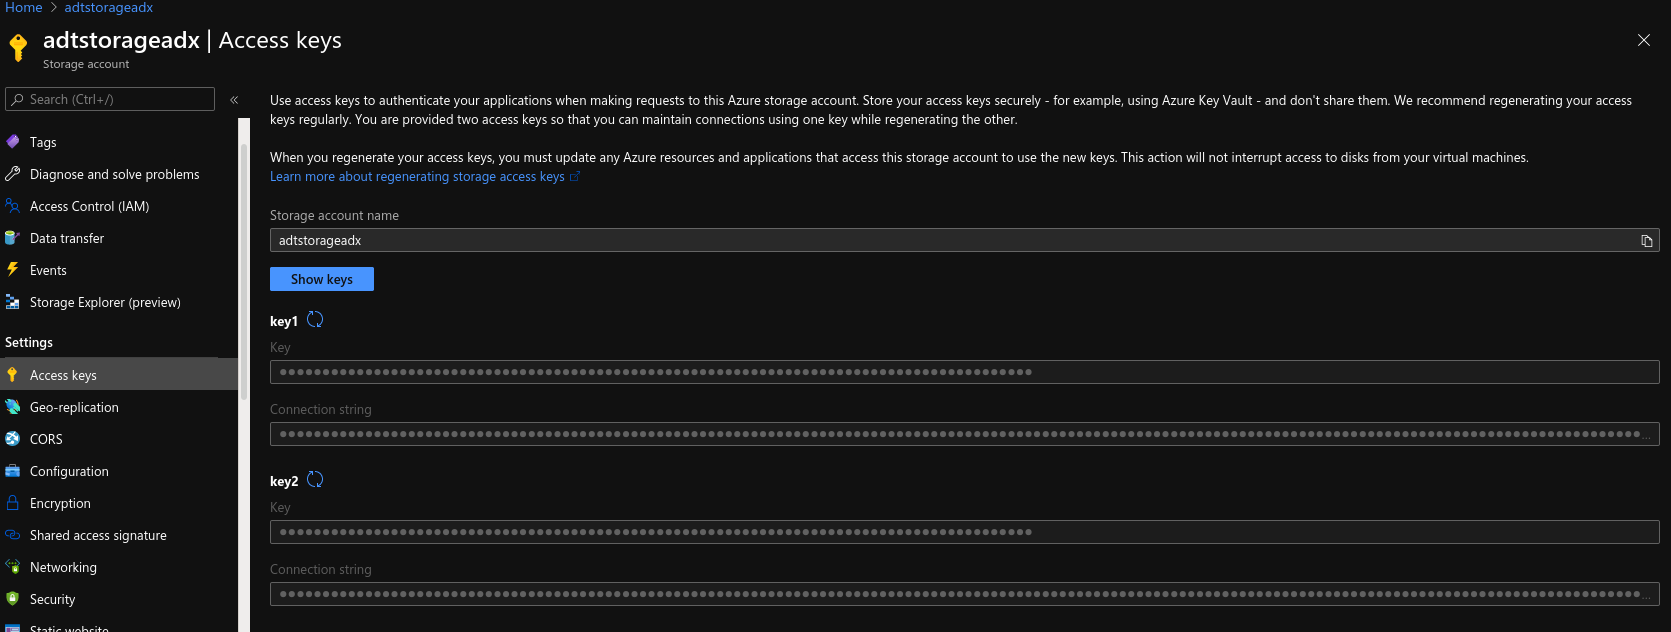 Home > adtstorageadx
adtstorageadx | Access keys
Storage account
Search (Ctrl+/)
«
Tags
Diagnose and solve problems
Access Control (IAM)
Data transfer
Events
Storage Explorer (preview)
Settings
Access keys
Geo-replication
CORS
Configuration
Encryption
Shared access signature
Networking
Security
Static website
Use access keys to authenticate your applications when making requests to this Azure storage account. Store your access keys securely - for example, using Azure Key Vault - and don't share them. We recommend regenerating your access
keys regularly. You are provided two access keys so that you can maintain connections using one key while regenerating the other.
When you regenerate your access keys, you must update any Azure resources and applications that access this storage account to use the new keys. This action will not interrupt access to disks from your virtual machines.
Learn more about regenerating storage access keys
Storage account name
adtstorageadx
Show keys
key1
Key
Connection string
key2
Key
Connection string